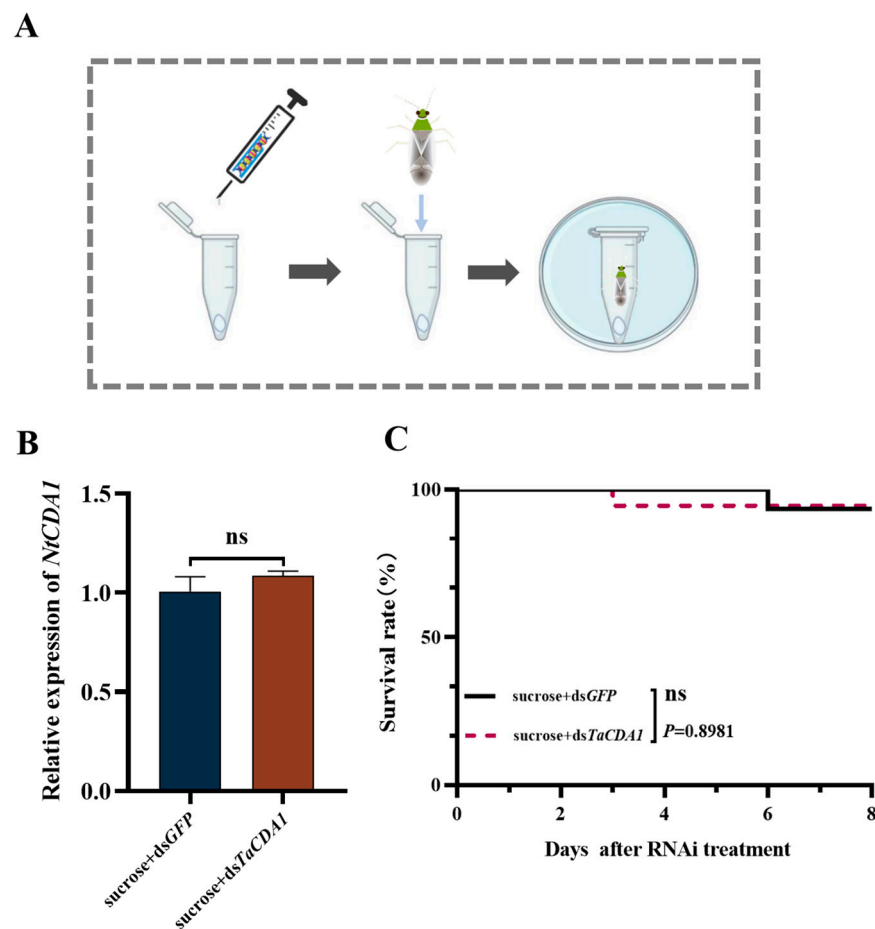 A
B
Relative expression of NtCDA1
1.5
1.0
0.5
0.0
ns
sucrose+dsGFP
sucrose+dsTaCDA1
C
Survival rate(%)
100
50
0
sucrose+dsGFP
sucrose+dsTaCDA1
ns
P=0.8981
0 2 4 6 8
Days after RNAi treatment